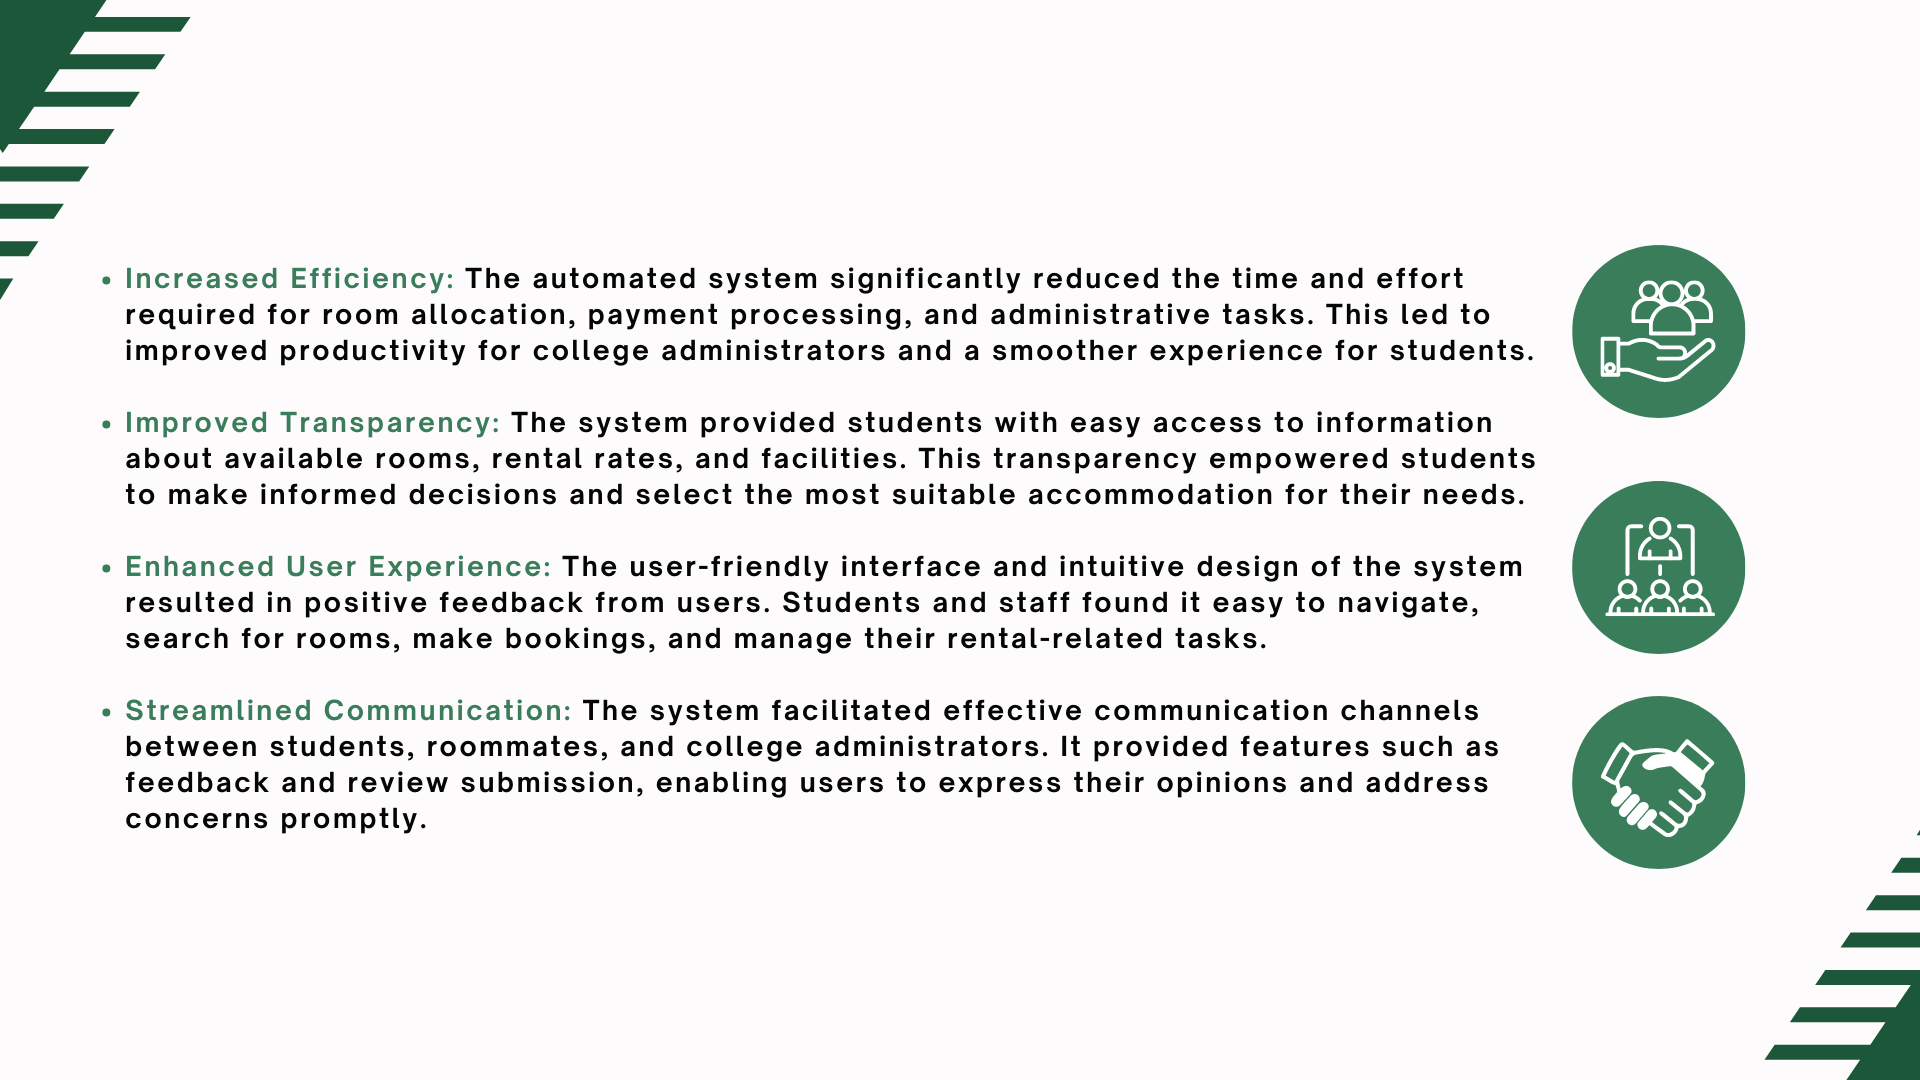 • Increased Efficiency: The automated system significantly reduced the time and effort
required for room allocation, payment processing, and administrative tasks. This led to
improved productivity for college administrators and a smoother experience for students.
• Improved Transparency: The system provided students with easy access to information
about available rooms, rental rates, and facilities. This transparency empowered students
to make informed decisions and select the most suitable accommodation for their needs.
• Enhanced User Experience: The user-friendly interface and intuitive design of the system
resulted in positive feedback from users. Students and staff found it easy to navigate,
search for rooms, make bookings, and manage their rental-related tasks.
• Streamlined Communication: The system facilitated effective communication channels
between students, roommates, and college administrators. It provided features such as
feedback and review submission, enabling users to express their opinions and address
concerns promptly.